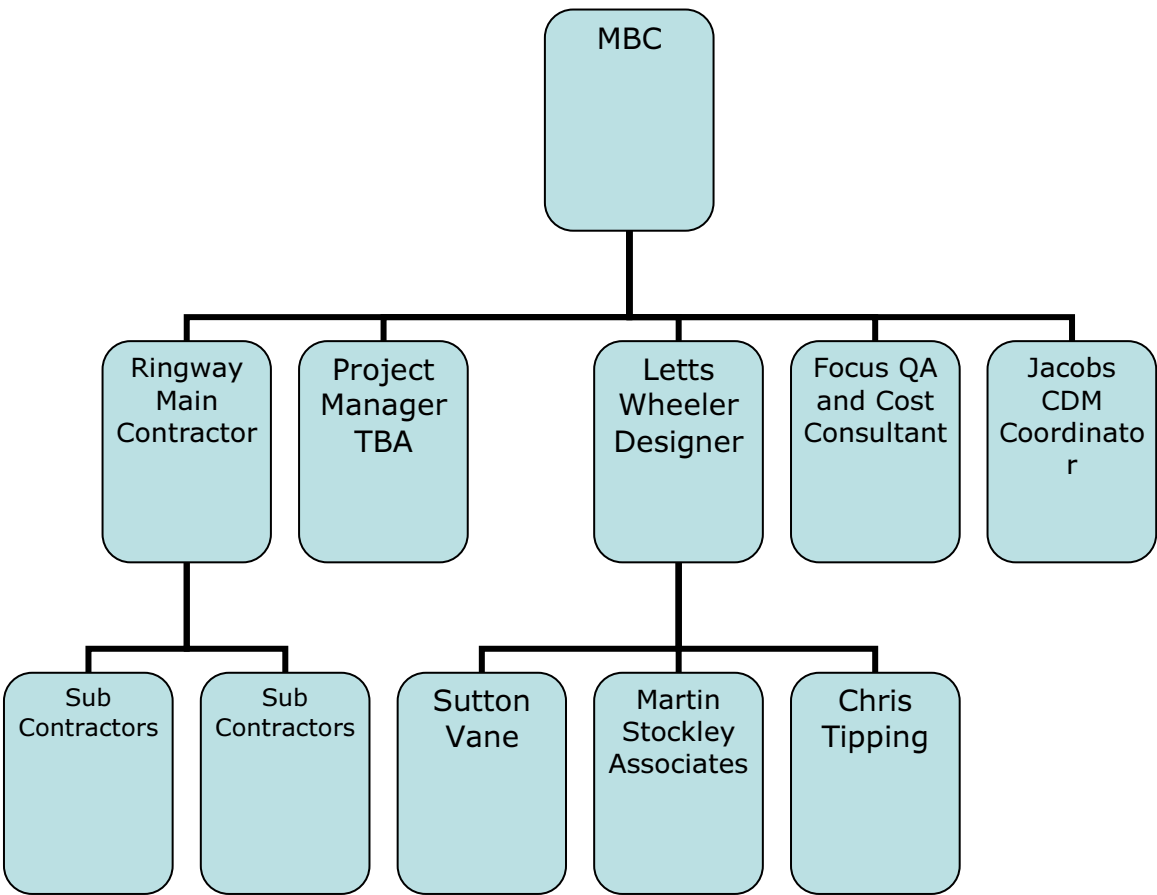 MBC
Ringway
Main
Contractor
Project
Manager
TBA
Letts
Wheeler
Designer
Focus QA
and Cost
Consultant
Jacobs
CDM
Coordinato
r
Sub
Contractors
Sub
Contractors
Sutton
Vane
Martin
Stockley
Associates
Chris
Tipping